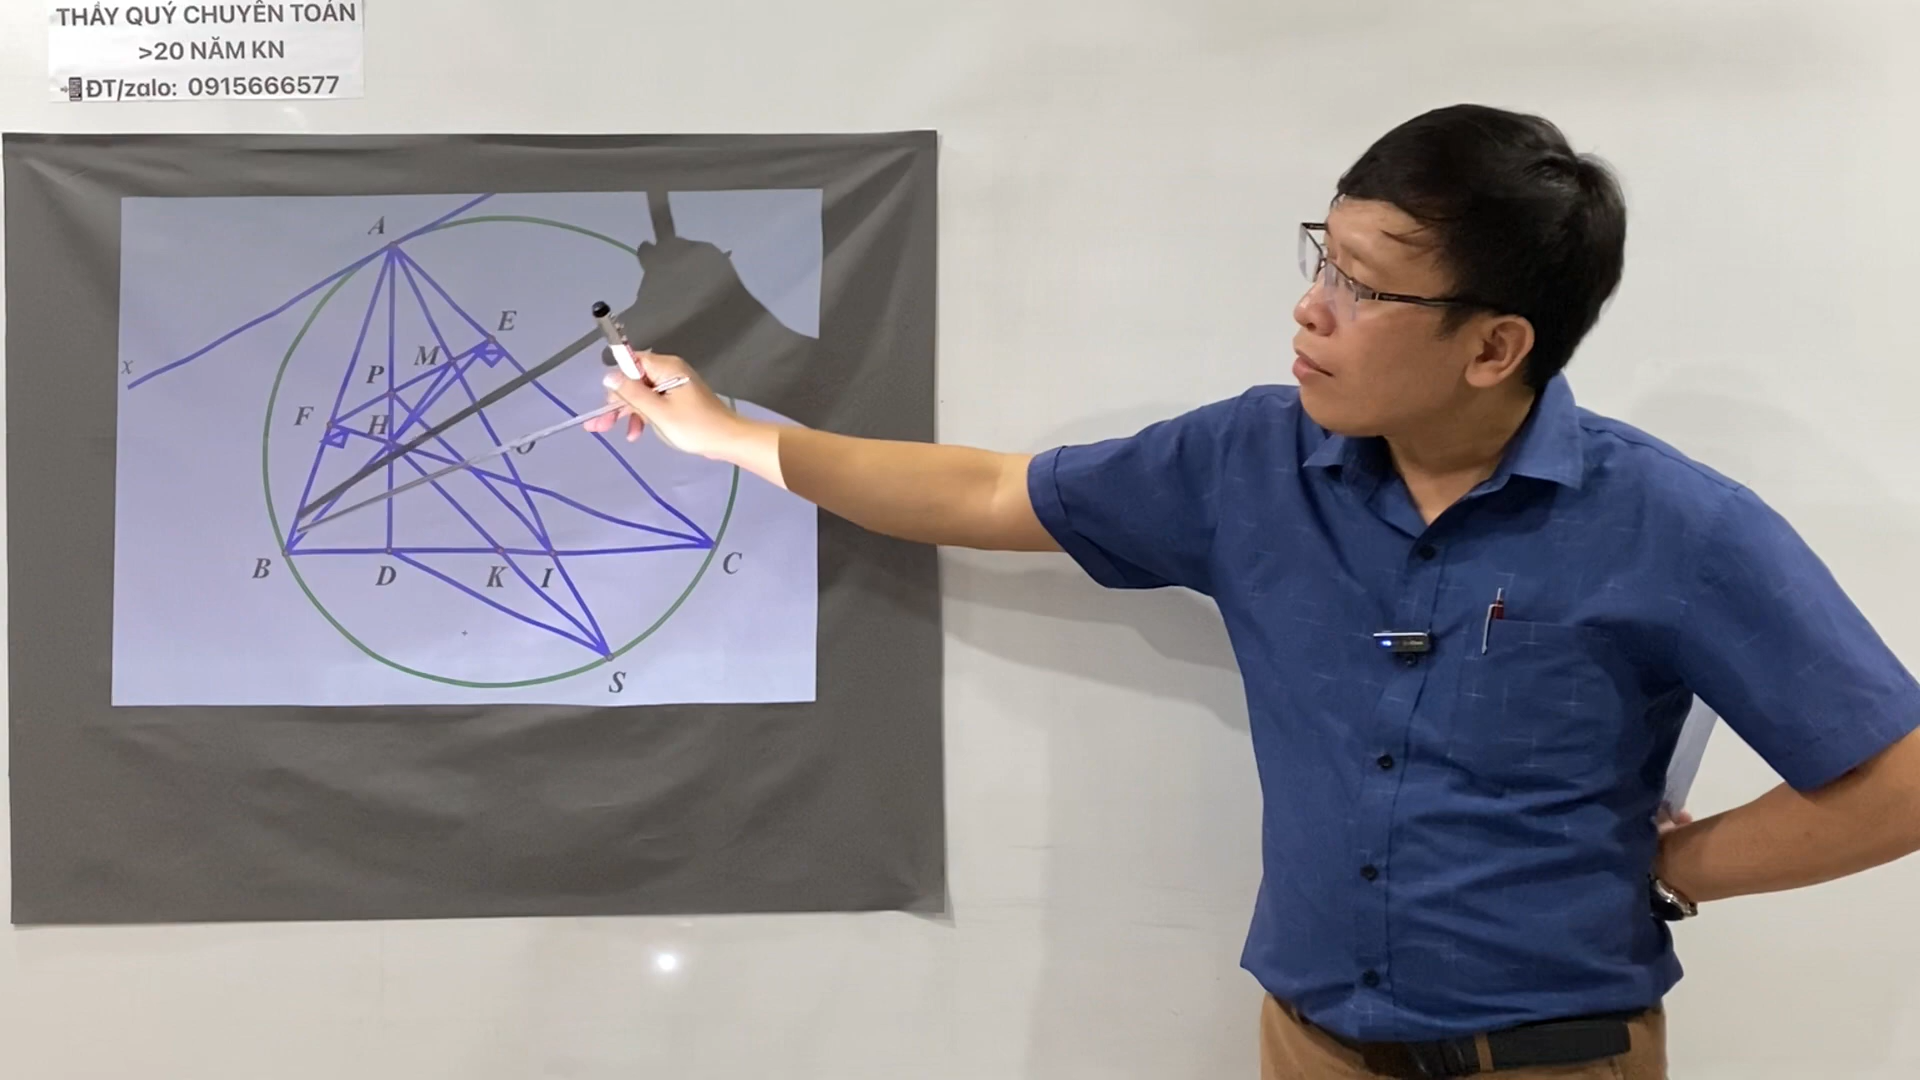 THẦY QUÝ CHUYÊN TOÁN
>20 NĂM KN
ĐT/zalo: 0915666577
A
E
x
M
P
F
H
O
B
D
K
I
C
S